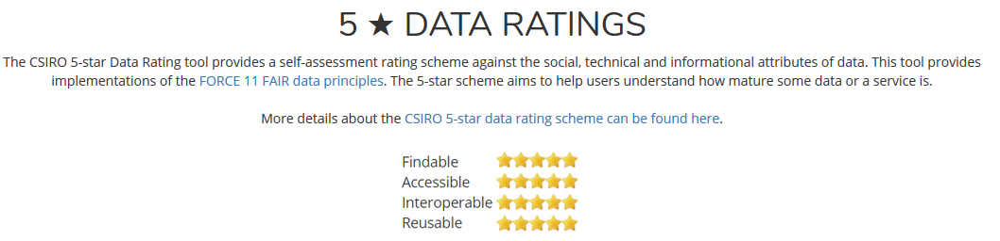 5 ★ DATA RATINGS
The CSIRO 5-star Data Rating tool provides a self-assessment rating scheme against the social, technical and informational attributes of data. This tool provides
implementations of the FORCE 11 FAIR data principles. The 5-star scheme aims to help users understand how mature some data or a service is.
More details about the CSIRO 5-star data rating scheme can be found here.
Findable
Accessible
Interoperable
Reusable